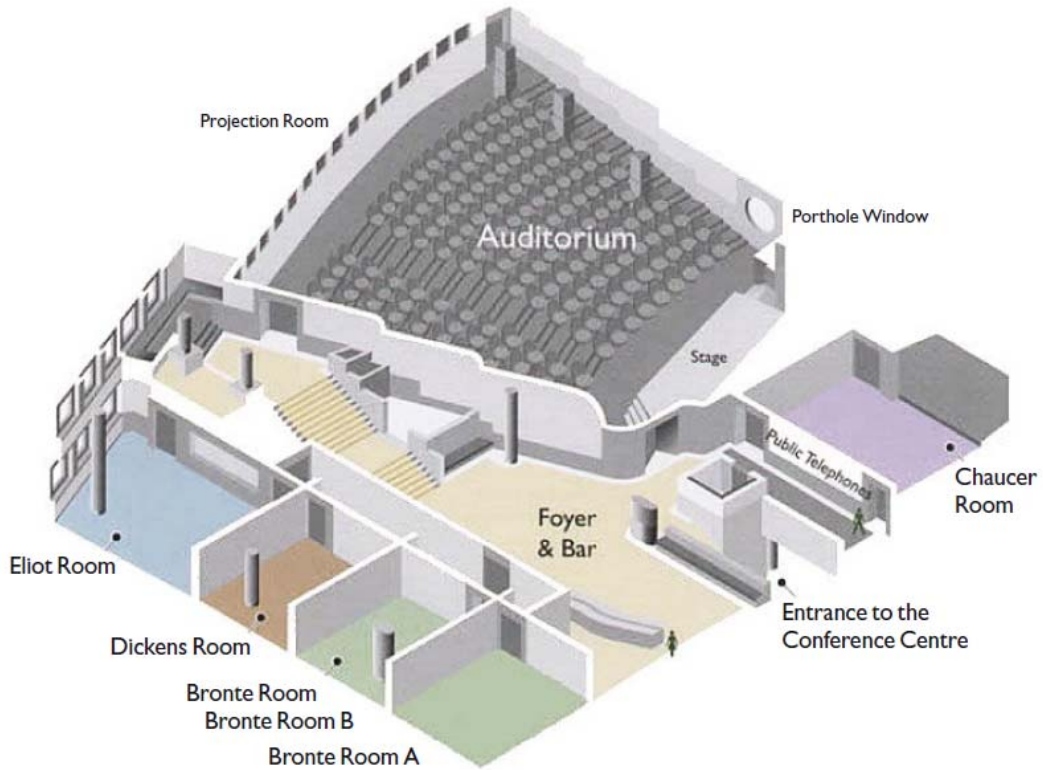 Projection Room
Auditorium
Porthole Window
Stage
Public Telephones
Chaucer
Room
Foyer
& Bar
Eliot Room
Entrance to the
Conference Centre
Dickens Room
Bronte Room
Bronte Room B
Bronte Room A